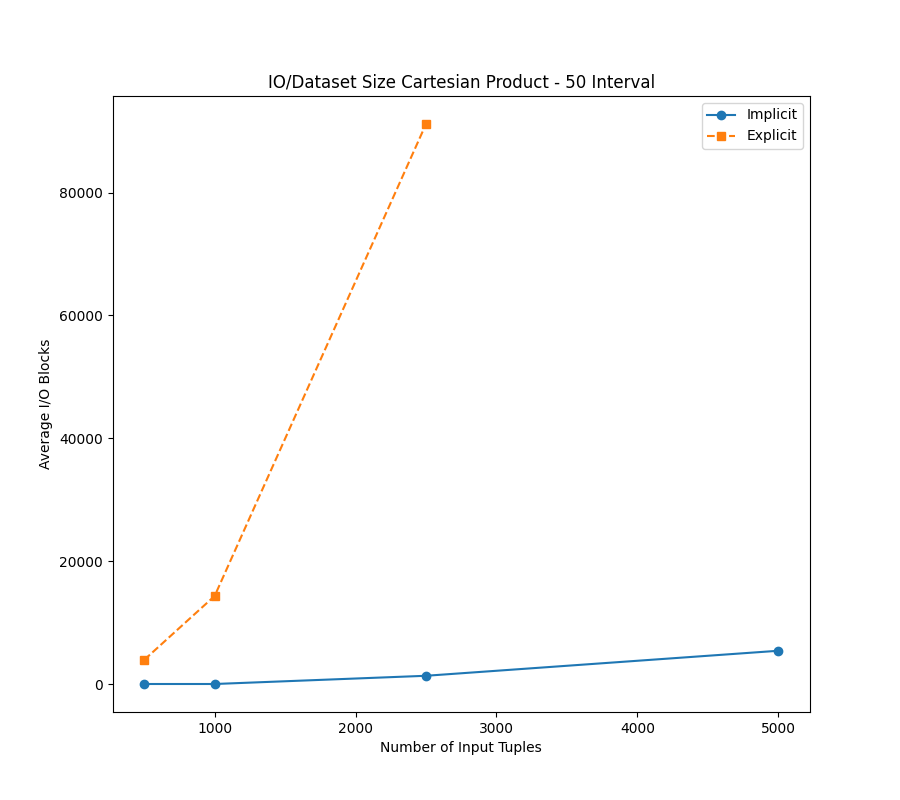 IO/Dataset Size Cartesian Product - 50 Interval
Implicit
Explicit
80000
60000
40000
20000
0
Average I/O Blocks
1000 2000 3000 4000 5000
Number of Input Tuples